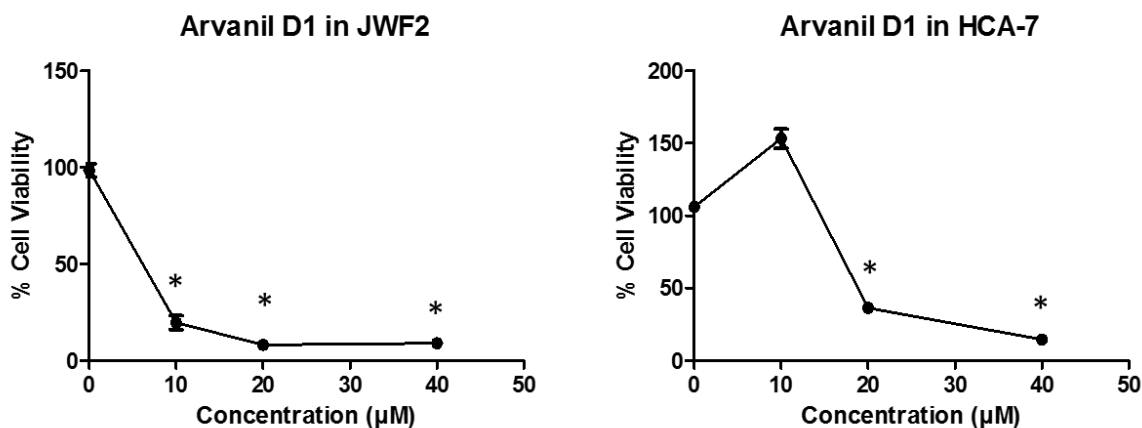 Arvanil D1 in JWF2
% Cell Viability
150
100
50
0
*
*
*
0 10 20 30 40 50
Concentration (µM)
Arvanil D1 in HCA-7
% Cell Viability
200
150
100
50
0
*
*
0 10 20 30 40 50
Concentration (µM)